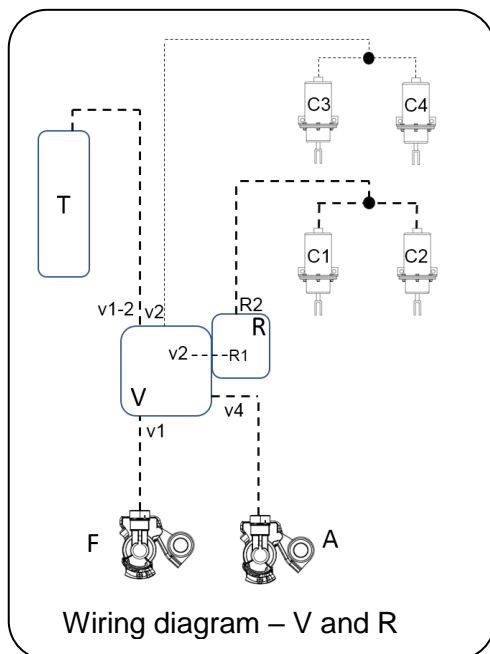 C3 C4
T
C1 C2
R2
v1-2 v2 R
v2 R1
V
v4
v1
F A
Wiring diagram – V and R